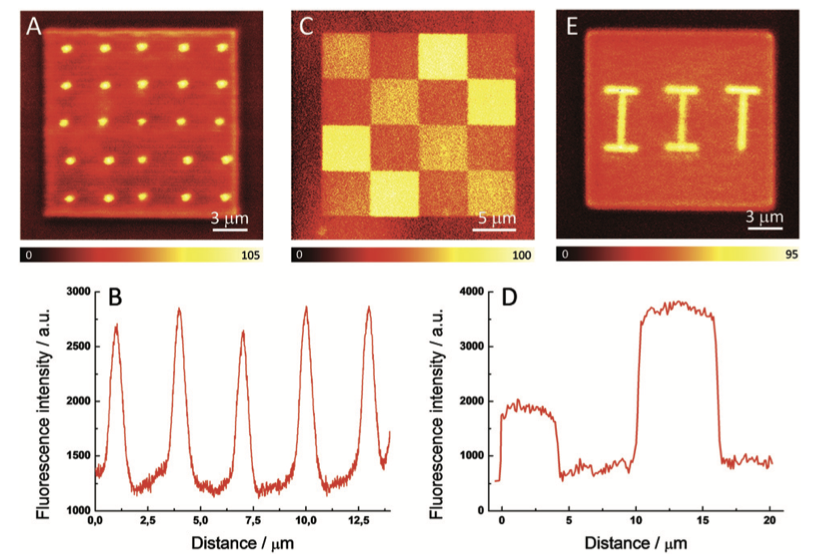 A
C
E
3 μm
5 μm
3 μm
0 105
0 100
0 95
B
Fluorescence intensity / a.u.
3000
2500
2000
1500
1000
0,0 2,5 5,0 7,5 10,0 12,5
Distance / μm
D
Fluorescence intensity / a.u.
4000
3000
2000
1000
0
0 5 10 15 20
Distance / μm
I I T